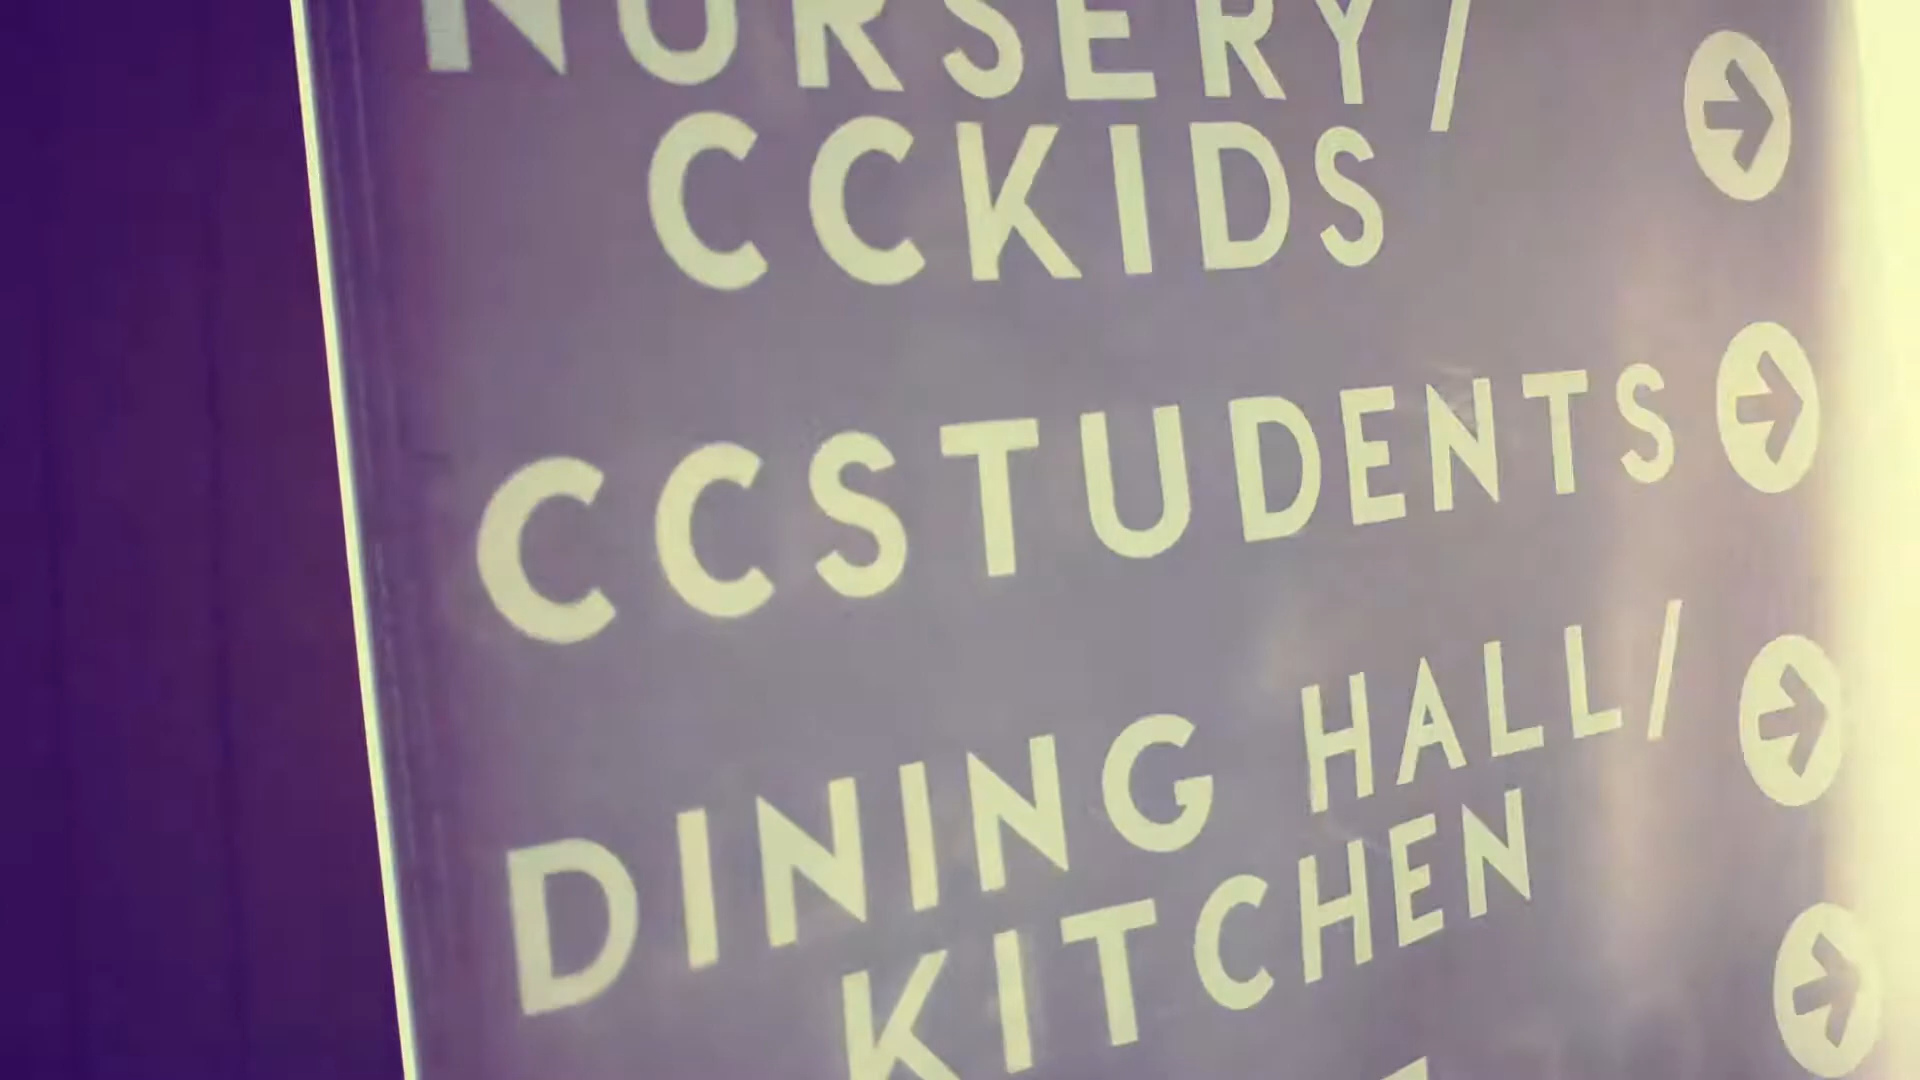 NURSERY/
CCKIDS
CCSTUDENTS
DINING HALL/
KITCHEN